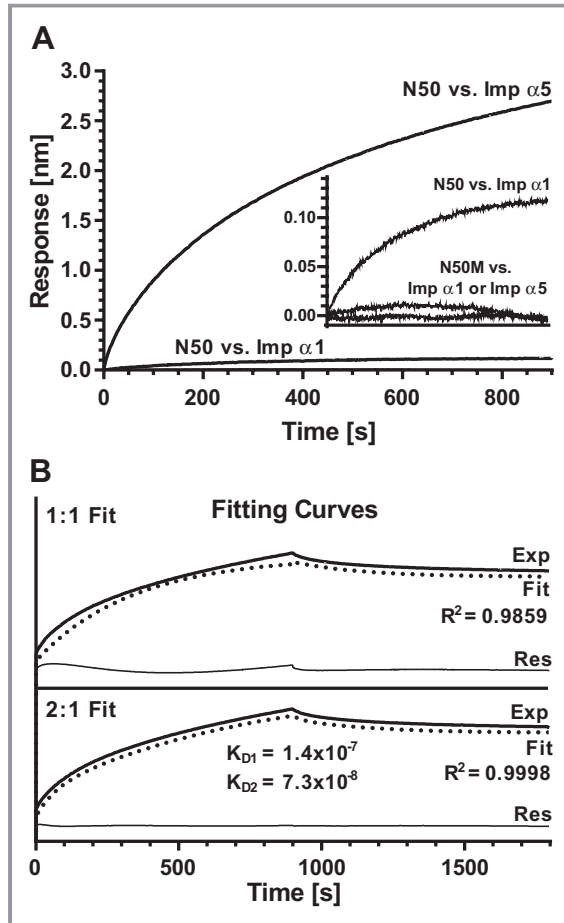 A
3.0
2.5
2.0
1.5
1.0
0.5
0.0
Response [nm]
N50 vs. Imp α5
0.10
0.05
0.00
N50 vs. Imp α1
N50M vs.
Imp α1 or Imp α5
N50 vs. Imp α1
0 200 400 600 800
Time [s]
B
1:1 Fit
Fitting Curves
Exp
Fit
R² = 0.9859
Res
2:1 Fit
Exp
Fit
K_D1 = 1.4x10⁻⁷
K_D2 = 7.3x10⁻⁸
R² = 0.9998
Res
0 500 1000 1500
Time [s]